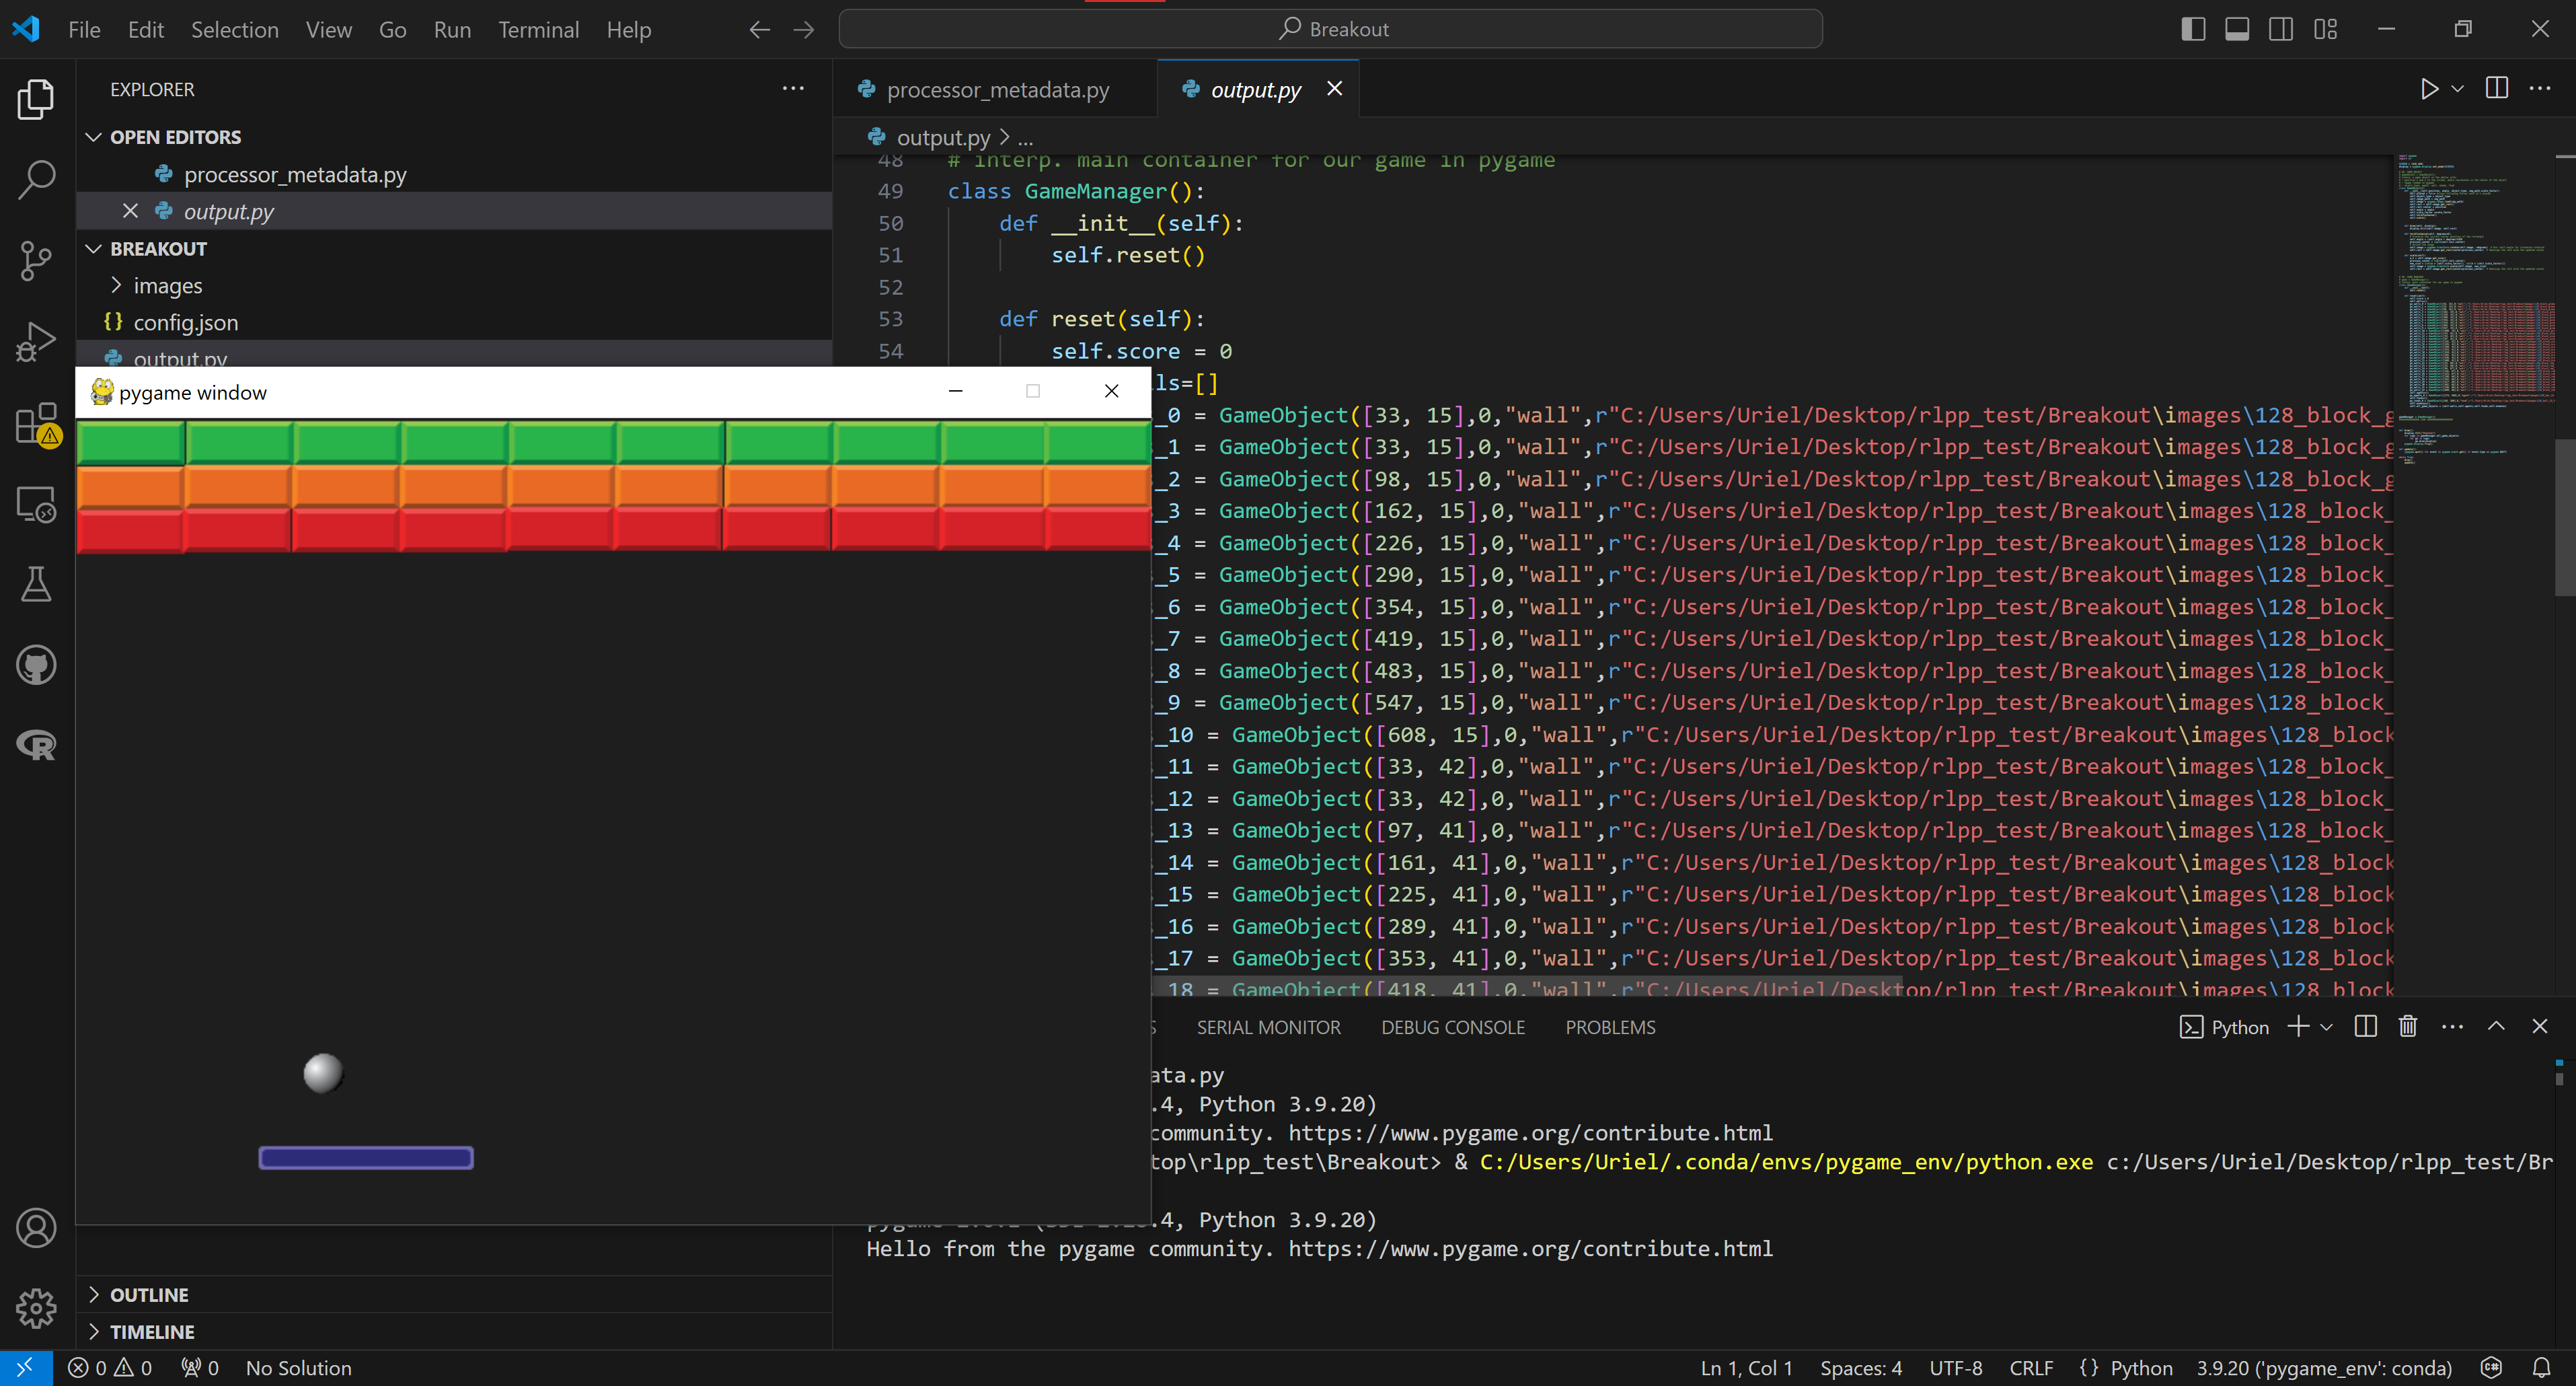 File Edit Selection View Go Run Terminal Help
Breakout
EXPLORER
OPEN EDITORS
processor_metadata.py
output.py
BREAKOUT
images
{} config.json
output.py
processor_metadata.py
output.py
output.py > ...
48 # interp. main container for our game in pygame
49 class GameManager():
50 def __init__(self):
51 self.reset()
52
53 def reset(self):
54 self.score = 0
ls=[]
pygame window
_0 = GameObject([33, 15],0,"wall",r"C:/Users/Uriel/Desktop/rlpp_test/Breakout\images\128_block_g
_1 = GameObject([33, 15],0,"wall",r"C:/Users/Uriel/Desktop/rlpp_test/Breakout\images\128_block_g
_2 = GameObject([98, 15],0,"wall",r"C:/Users/Uriel/Desktop/rlpp_test/Breakout\images\128_block_g
_3 = GameObject([162, 15],0,"wall",r"C:/Users/Uriel/Desktop/rlpp_test/Breakout\images\128_block_
_4 = GameObject([226, 15],0,"wall",r"C:/Users/Uriel/Desktop/rlpp_test/Breakout\images\128_block_
_5 = GameObject([290, 15],0,"wall",r"C:/Users/Uriel/Desktop/rlpp_test/Breakout\images\128_block_
_6 = GameObject([354, 15],0,"wall",r"C:/Users/Uriel/Desktop/rlpp_test/Breakout\images\128_block_
_7 = GameObject([419, 15],0,"wall",r"C:/Users/Uriel/Desktop/rlpp_test/Breakout\images\128_block_
_8 = GameObject([483, 15],0,"wall",r"C:/Users/Uriel/Desktop/rlpp_test/Breakout\images\128_block_
_9 = GameObject([547, 15],0,"wall",r"C:/Users/Uriel/Desktop/rlpp_test/Breakout\images\128_block_
_10 = GameObject([608, 15],0,"wall",r"C:/Users/Uriel/Desktop/rlpp_test/Breakout\images\128_block
_11 = GameObject([33, 42],0,"wall",r"C:/Users/Uriel/Desktop/rlpp_test/Breakout\images\128_block_
_12 = GameObject([33, 42],0,"wall",r"C:/Users/Uriel/Desktop/rlpp_test/Breakout\images\128_block_
_13 = GameObject([97, 41],0,"wall",r"C:/Users/Uriel/Desktop/rlpp_test/Breakout\images\128_block_
_14 = GameObject([161, 41],0,"wall",r"C:/Users/Uriel/Desktop/rlpp_test/Breakout\images\128_block
_15 = GameObject([225, 41],0,"wall",r"C:/Users/Uriel/Desktop/rlpp_test/Breakout\images\128_block
_16 = GameObject([289, 41],0,"wall",r"C:/Users/Uriel/Desktop/rlpp_test/Breakout\images\128_block
_17 = GameObject([353, 41],0,"wall",r"C:/Users/Uriel/Desktop/rlpp_test/Breakout\images\128_block
_18 = GameObject([418, 41],0,"wall",r"C:/Users/Uriel/Desktop/rlpp_test/Breakout\images\128_block
SERIAL MONITOR DEBUG CONSOLE PROBLEMS
Python
ata.py
.4, Python 3.9.20)
community. https://www.pygame.org/contribute.html
top\rlpp_test\Breakout> & C:/Users/Uriel/.conda/envs/pygame_env/python.exe c:/Users/Uriel/Desktop/rlpp_test/Br
.4, Python 3.9.20)
Hello from the pygame community. https://www.pygame.org/contribute.html
OUTLINE
TIMELINE
0 0 0 No Solution
Ln 1, Col 1 Spaces: 4 UTF-8 CRLF {} Python 3.9.20 ('pygame_env': conda)